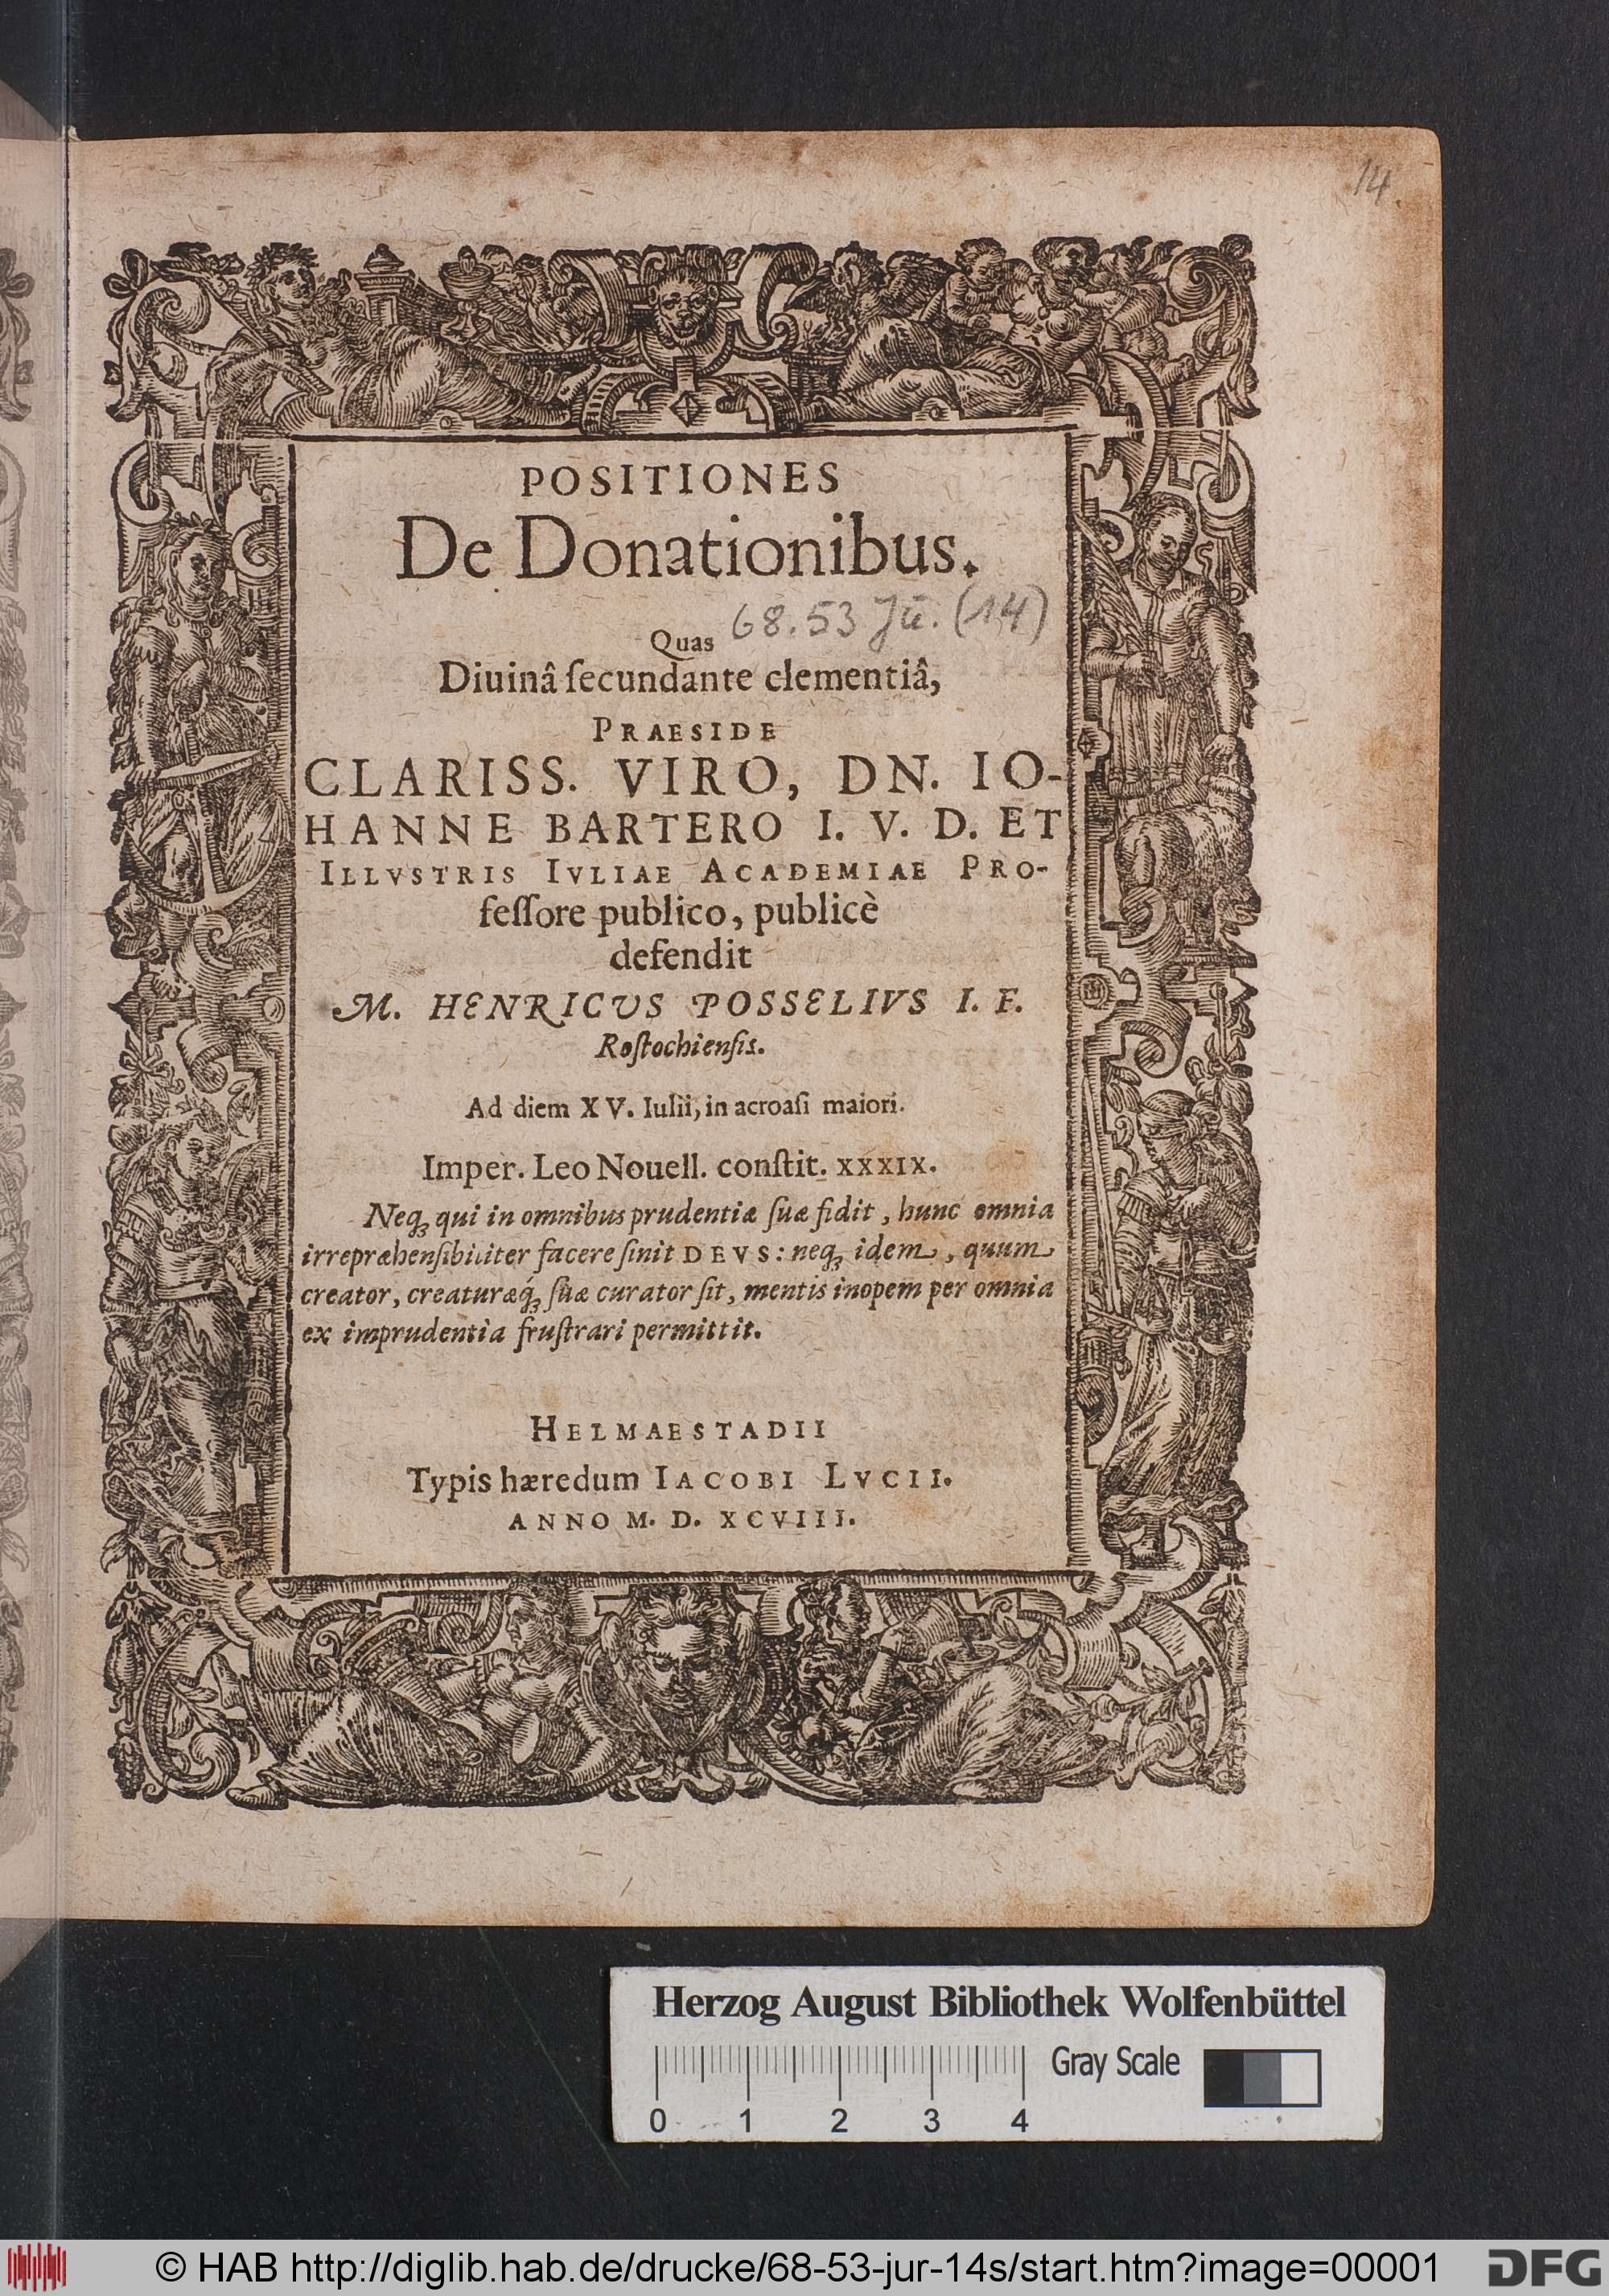 14
POSITIONES
De Donationibus.
68.53 Ju. (14)
Quas
Diuinâ ſecundante clementiâ,
PRAESIDE
CLARISS. VIRO, DN. IO-
HANNE BARTERO I. V. D. ET
ILLVSTRIS IVLIAE ACADEMIAE PRO-
feſſore publico, publicè
defendit
M. HENRICVS POSSELIVS I. F.
Roſtochienſis.
Ad diem XV. Iulii, in acroaſi maiori.
Imper. Leo Nouell. conſtit. XXXIX.
Neqꝫ qui in omnibus prudentiæ ſuæ fidit, hunc omnia
irrepræhenſibiliter facere ſinit DEVS: neqꝫ idem, quum
creator, creaturæq́ꝫ ſuæ curator ſit, mentis inopem per omnia
ex imprudentia fruſtrari permittit.
HELMAESTADII
Typis hæredum IACOBI LVCII.
ANNO M. D. XCVIII.
Herzog August Bibliothek Wolfenbüttel
Gray Scale
0 1 2 3 4
© HAB http://diglib.hab.de/drucke/68-53-jur-14s/start.htm?image=00001
DFG